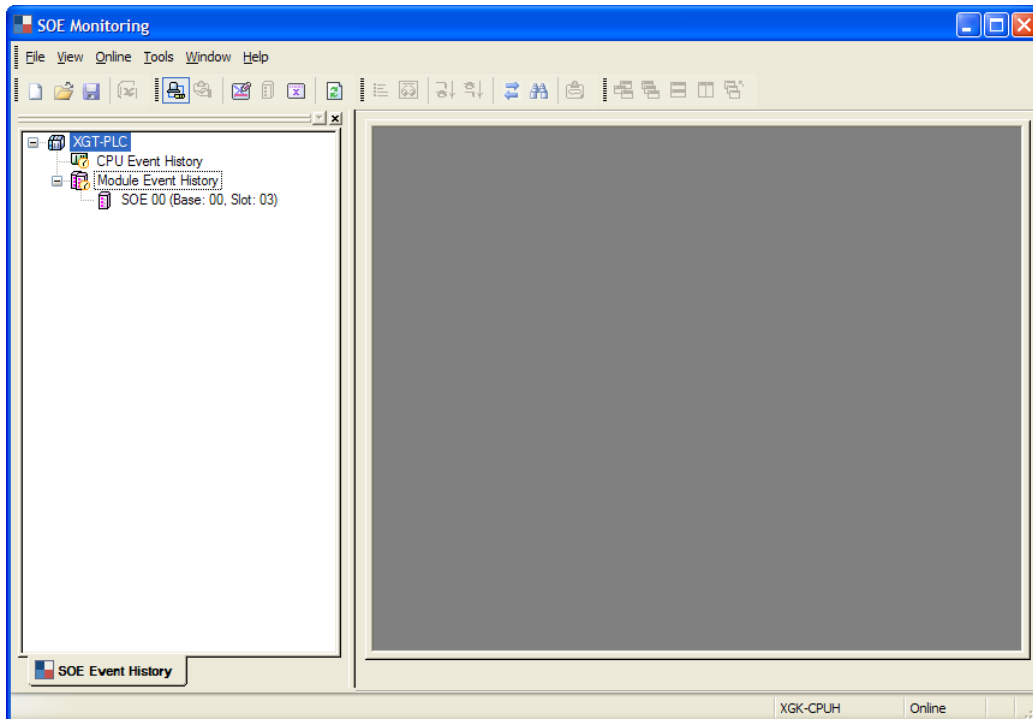 SOE Monitoring
File View Online Tools Window Help
XGT-PLC
CPU Event History
Module Event History
SOE 00 (Base: 00, Slot: 03)
SOE Event History
XGK-CPUH Online